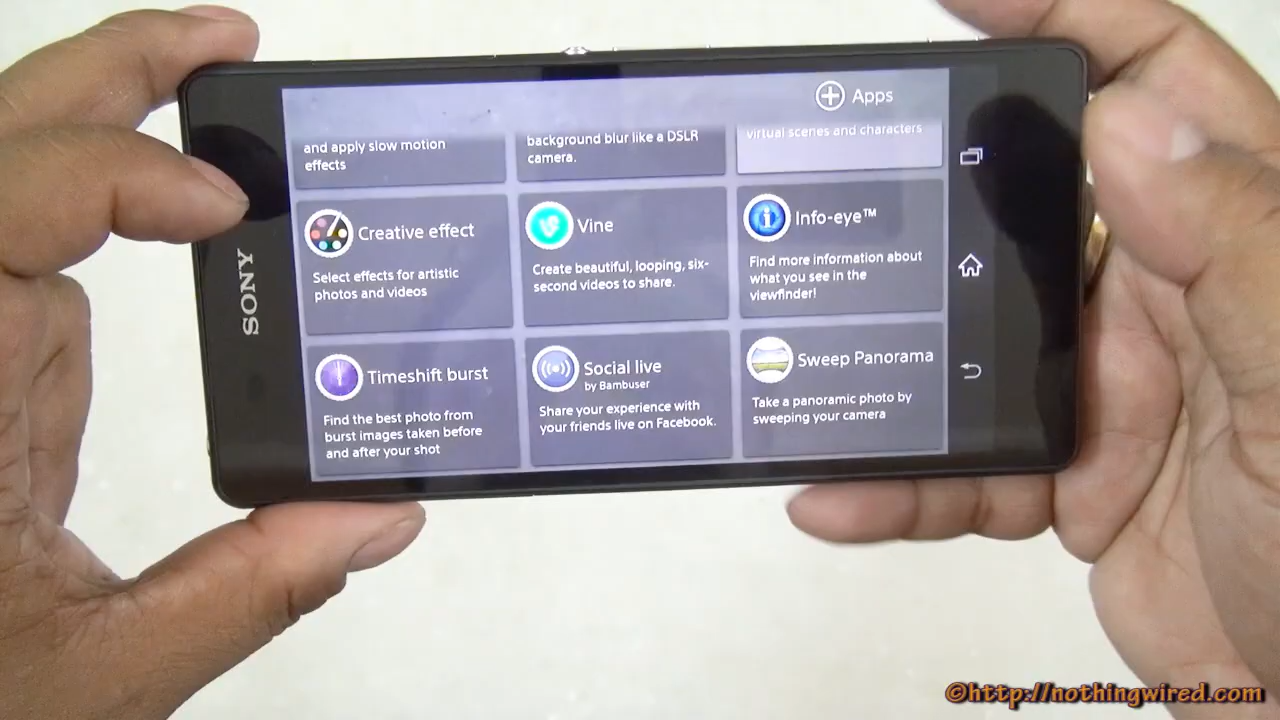 Apps
and apply slow motion
effects
background blur like a DSLR
camera.
virtual scenes and characters
Creative effect
Select effects for artistic
photos and videos
Vine
Create beautiful, looping, six-
second videos to share.
Info-eye™
Find more information about
what you see in the
viewfinder!
Timeshift burst
Find the best photo from
burst images taken before
and after your shot
Social live
by Bambuser
Share your experience with
your friends live on Facebook.
Sweep Panorama
Take a panoramic photo by
sweeping your camera
SONY
©http://nothingwired.com